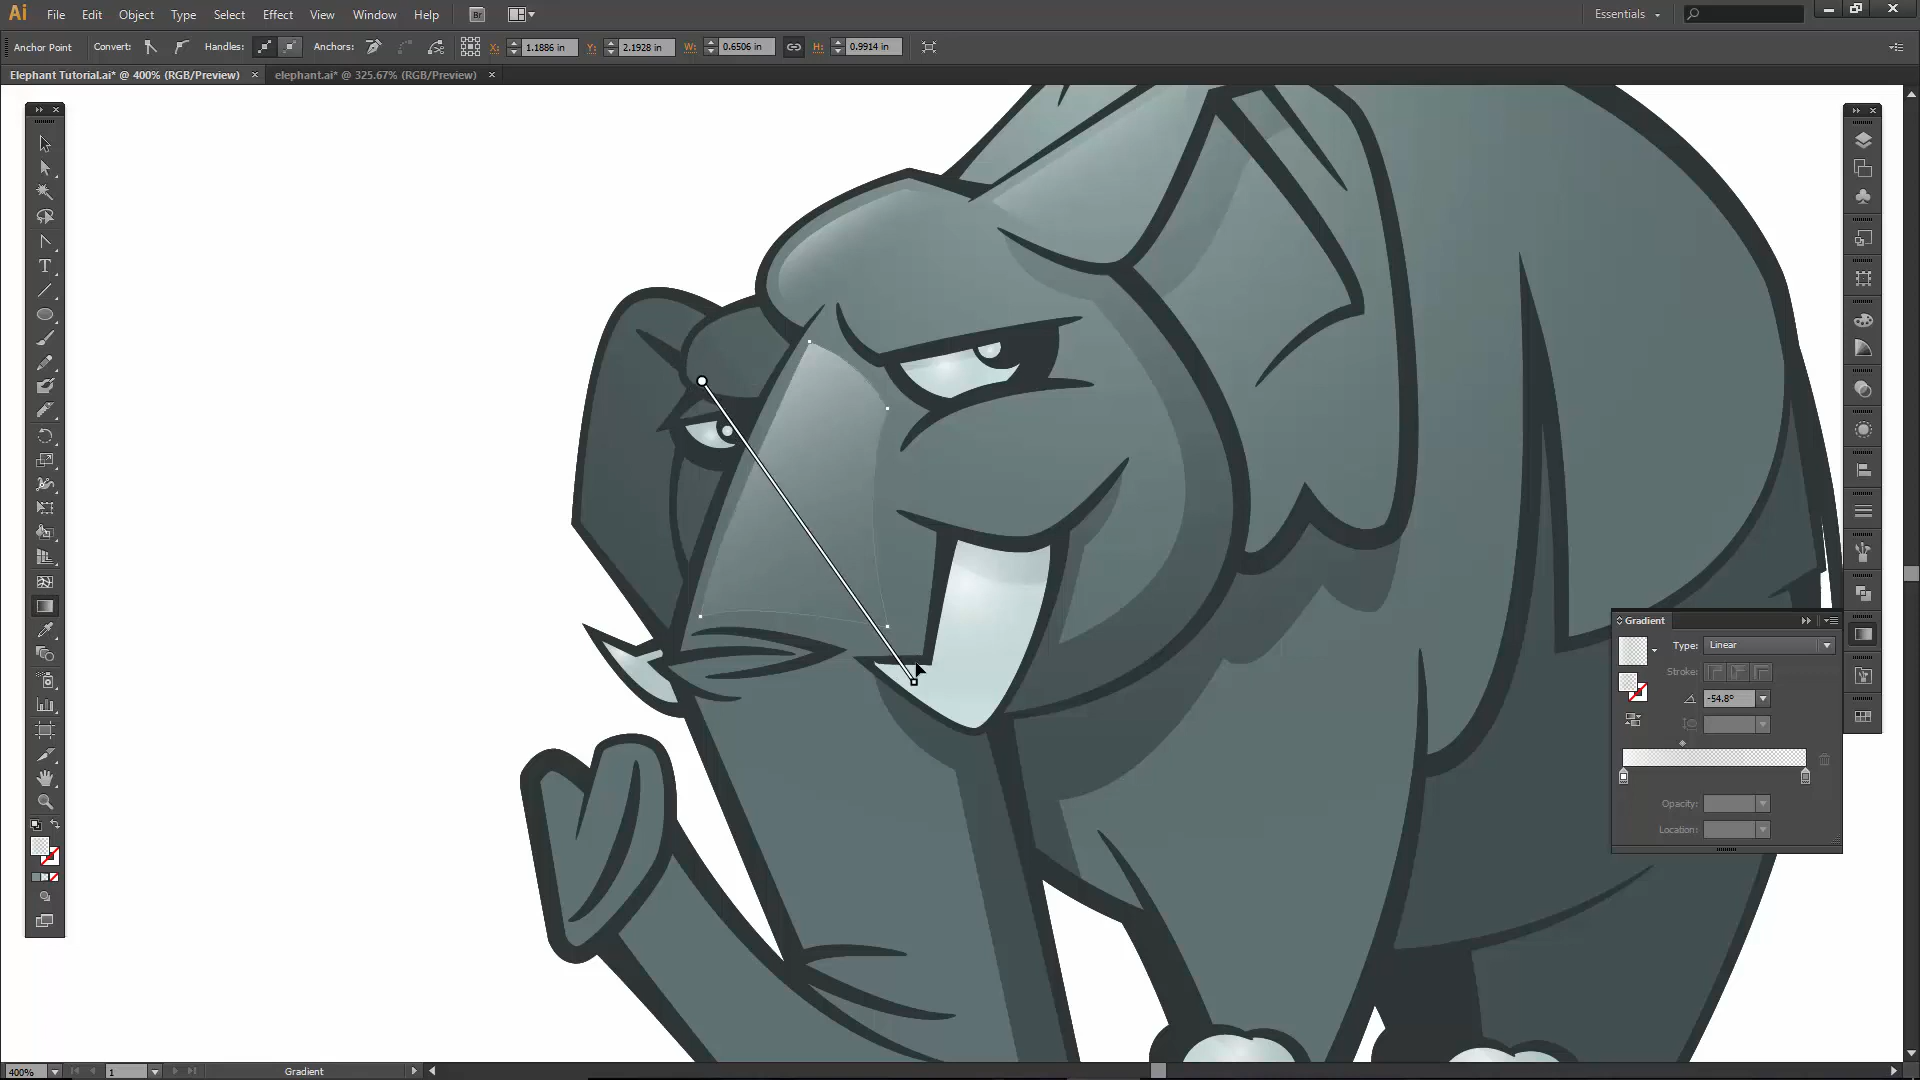 Ai File Edit Object Type Select Effect View Window Help Br Essentials
Anchor Point Convert: Handles: Anchors: X: 1.1886 in Y: 2.1928 in W: 0.6506 in H: 0.9914 in
Elephant Tutorial.ai* @ 400% (RGB/Preview) elephant.ai* @ 325.67% (RGB/Preview)
T
Gradient
Type: Linear
Stroke:
-54.8°
Opacity:
Location:
400% 1 Gradient